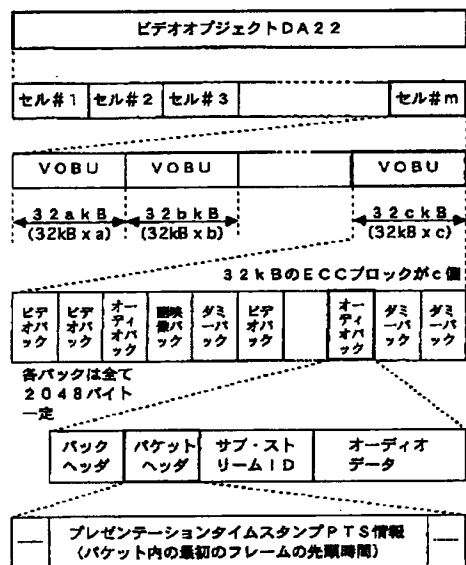 ビデオオブジェクトDA22
セル#1 セル#2 セル#3 セル#m
VOBU VOBU VOBU
32akB 32bkB 32ckB
(32kB x a) (32kB x b) (32kB x c)
32kBのECCブロックがc個
ビデオパック ビデオパック オーディオパック 副映像パック ダミーパック ビデオパック オーディオパック ダミーパック ダミーパック
各パックは全て
2048バイト
一定
パックヘッダ パケットヘッダ サブ・ストリームID オーディオデータ
プレゼンテーションタイムスタンプPTS情報
(パケット内の最初のフレームの先頭時間)